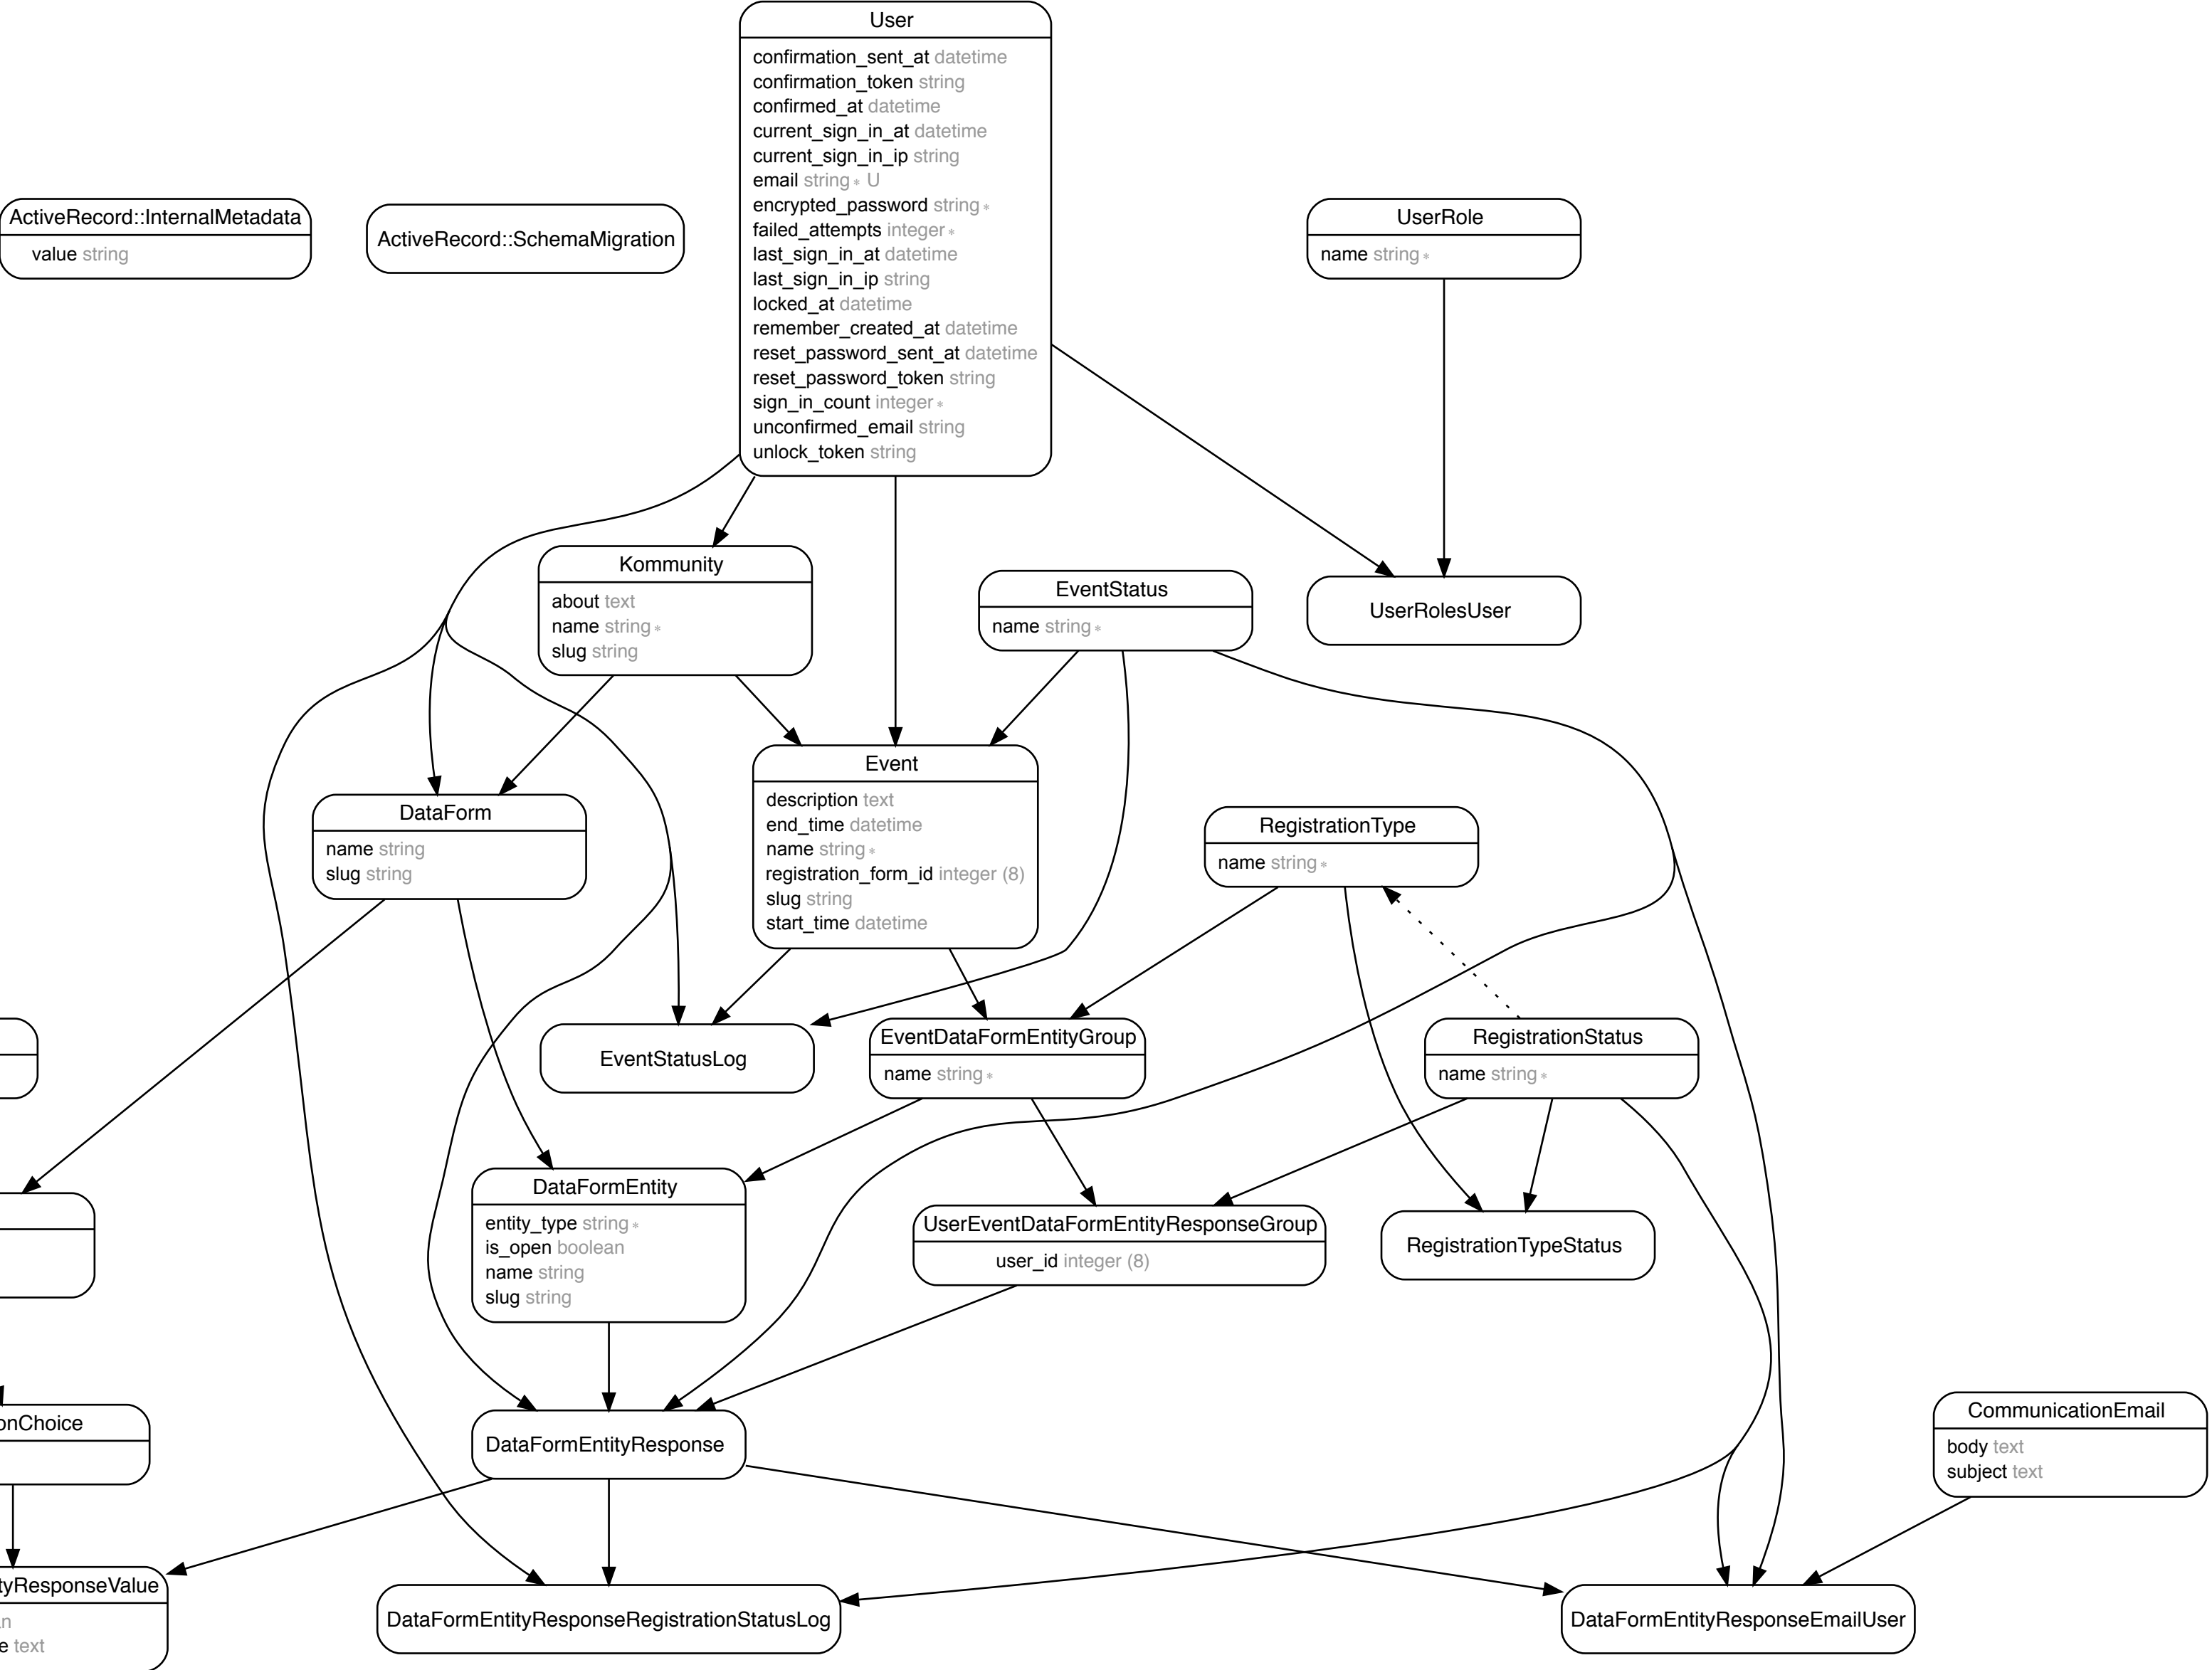 User
confirmation_sent_at datetime
confirmation_token string
confirmed_at datetime
current_sign_in_at datetime
current_sign_in_ip string
email string * U
encrypted_password string *
failed_attempts integer *
last_sign_in_at datetime
last_sign_in_ip string
locked_at datetime
remember_created_at datetime
reset_password_sent_at datetime
reset_password_token string
sign_in_count integer *
unconfirmed_email string
unlock_token string
ActiveRecord::InternalMetadata
value string
ActiveRecord::SchemaMigration
UserRole
name string *
Kommunity
about text
name string *
slug string
EventStatus
name string *
UserRolesUser
Event
description text
end_time datetime
name string *
registration_form_id integer (8)
slug string
start_time datetime
DataForm
name string
slug string
RegistrationType
name string *
EventStatusLog
EventDataFormEntityGroup
name string *
RegistrationStatus
name string *
DataFormEntity
entity_type string *
is_open boolean
name string
slug string
UserEventDataFormEntityResponseGroup
user_id integer (8)
RegistrationTypeStatus
onChoice
DataFormEntityResponse
CommunicationEmail
body text
subject text
tyResponseValue
n
e text
DataFormEntityResponseRegistrationStatusLog
DataFormEntityResponseEmailUser